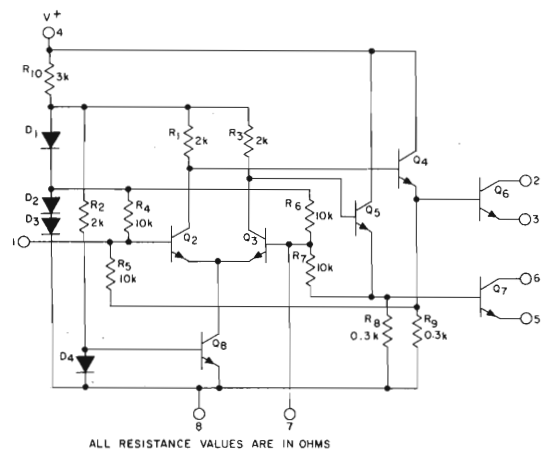 V+
4
R10
3k
D1
R1
2k
R3
2k
Q4
2
Q6
3
D2
D3
R2
2k
R4
10k
R6
10k
Q5
1
Q2
Q3
R5
10k
R7
10k
6
Q7
5
R8
0.3k
R9
0.3k
D4
Q8
8
7
ALL RESISTANCE VALUES ARE IN OHMS